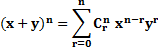 (x + y)ⁿ = ∑ⁿᵣ₌₀ Cᵣⁿ xⁿ⁻ʳyʳ